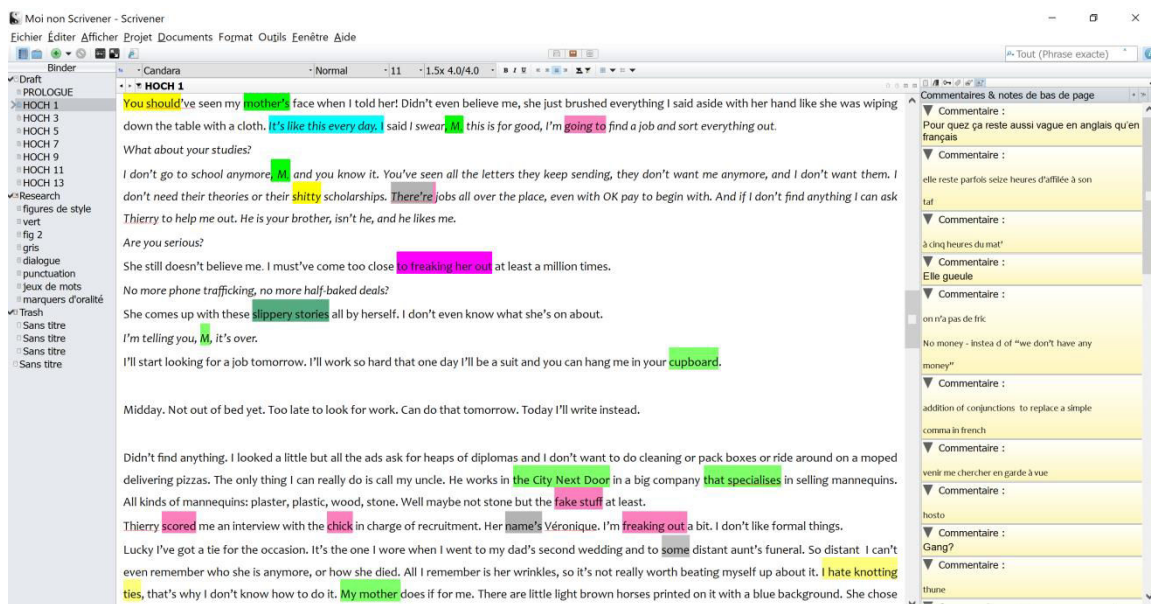 Moi non Scrivener - Scrivener
Eichier Éditer Afficher Projet Documents Format Outils Fenêtre Aide
Tout (Phrase exacte)
Binder
Draft
PROLOGUE
HOCH 1
HOCH 3
HOCH 5
HOCH 7
HOCH 9
HOCH 11
HOCH 13
Research
figures de style
vert
fig 2
gris
dialogue
punctuation
jeux de mots
marquers d'oralité
Trash
Sans titre
Sans titre
Sans titre
Sans titre
Candara Normal 11 1.5x 4.0/4.0 B I U
HOCH 1
You should've seen my mother's face when I told her! Didn't even believe me, she just brushed everything I said aside with her hand like she was wiping
down the table with a cloth. It's like this every day. I said I swear, M, this is for good, I'm going to find a job and sort everything out.
What about your studies?
I don't go to school anymore, M, and you know it. You've seen all the letters they keep sending, they don't want me anymore, and I don't want them. I
don't need their theories or their shitty scholarships. There're jobs all over the place, even with OK pay to begin with. And if I don't find anything I can ask
Thierry to help me out. He is your brother, isn't he, and he likes me.
Are you serious?
She still doesn't believe me. I must've come too close to freaking her out at least a million times.
No more phone trafficking, no more half-baked deals?
She comes up with these slippery stories all by herself. I don't even know what she's on about.
I'm telling you, M, it's over.
I'll start looking for a job tomorrow. I'll work so hard that one day I'll be a suit and you can hang me in your cupboard.
Midday. Not out of bed yet. Too late to look for work. Can do that tomorrow. Today I'll write instead.
Didn't find anything. I looked a little but all the ads ask for heaps of diplomas and I don't want to do cleaning or pack boxes or ride around on a moped
delivering pizzas. The only thing I can really do is call my uncle. He works in the City Next Door in a big company that specialises in selling mannequins.
All kinds of mannequins: plaster, plastic, wood, stone. Well maybe not stone but the fake stuff at least.
Thierry scored me an interview with the chick in charge of recruitment. Her name's Véronique. I'm freaking out a bit. I don't like formal things.
Lucky I've got a tie for the occasion. It's the one I wore when I went to my dad's second wedding and to some distant aunt's funeral. So distant I can't
even remember who she is anymore, or how she died. All I remember is her wrinkles, so it's not really worth beating myself up about it. I hate knotting
ties, that's why I don't know how to do it. My mother does if for me. There are little light brown horses printed on it with a blue background. She chose
Commentaires & notes de bas de page
Commentaire :
Pour quez ça reste aussi vague en anglais qu'en
français
Commentaire :
elle reste parfois seize heures d'affilée à son
taf
Commentaire :
à cinq heures du mat'
Commentaire :
Elle gueule
Commentaire :
on n'a pas de fric
No money - instea d of "we don't have any
money"
Commentaire :
addition of conjunctions to replace a simple
comma in french
Commentaire :
venir me chercher en garde à vue
Commentaire :
hosto
Commentaire :
Gang?
Commentaire :
thune